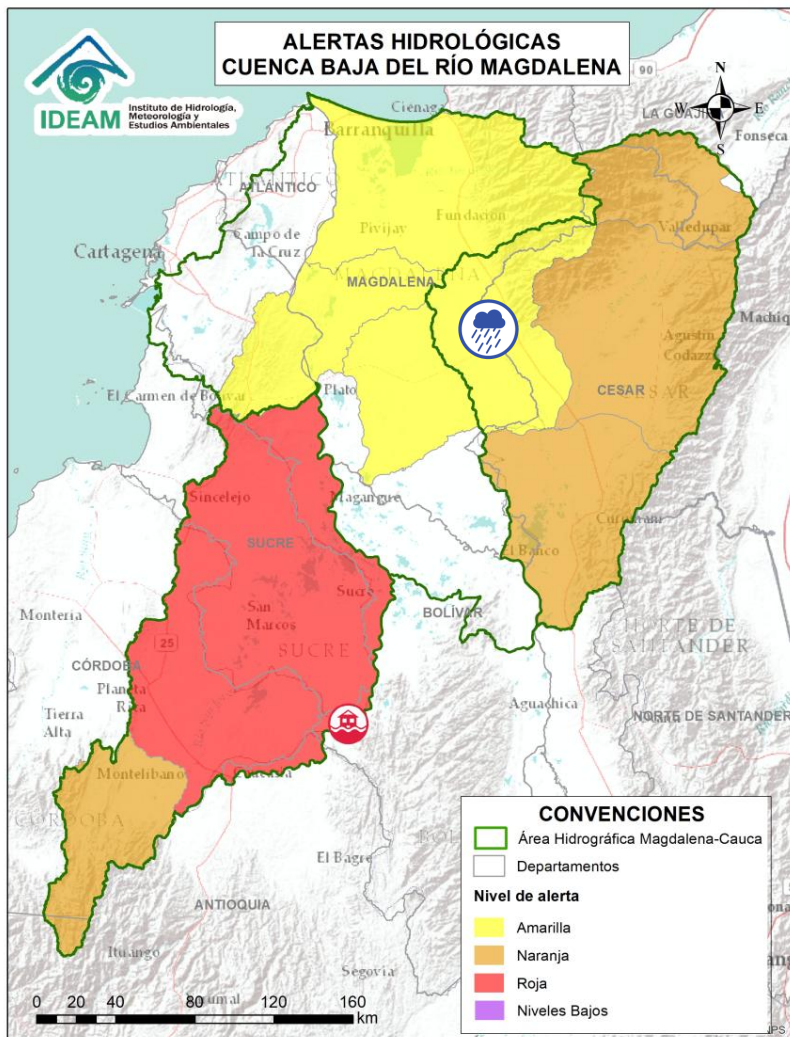 ALERTAS HIDROLÓGICAS
CUENCA BAJA DEL RÍO MAGDALENA
IDEAM
Instituto de Hidrología,
Meteorología y
Estudios Ambientales
90
N
W
E
S
Ciénaga
LA GUAJIRA
Barranquilla
Fonseca
ATLÁNTICO
Fundación
Pivijay
Valledupar
Campo de
la Cruz
Cartagena
MAGDALENA
Agustín
Codazzi
El Carmen de Bolívar
Plato
CESAR
Sincelejo
Magangué
SUCRE
El Banco
Sucre
San
Marcos
BOLÍVAR
Montería
SUCRE
NORTE DE
SANTANDER
25
CÓRDOBA
Planeta
Rica
Aguachica
Tierra
Alta
NORTE DE SANTANDER
Montelíbano
CÓRDOBA
El Bagre
ANTIOQUIA
Ituango
Segovia
CONVENCIONES
Área Hidrográfica Magdalena-Cauca
Departamentos
Nivel de alerta
Amarilla
Naranja
Roja
Niveles Bajos
0 20 40 80 120 160
km